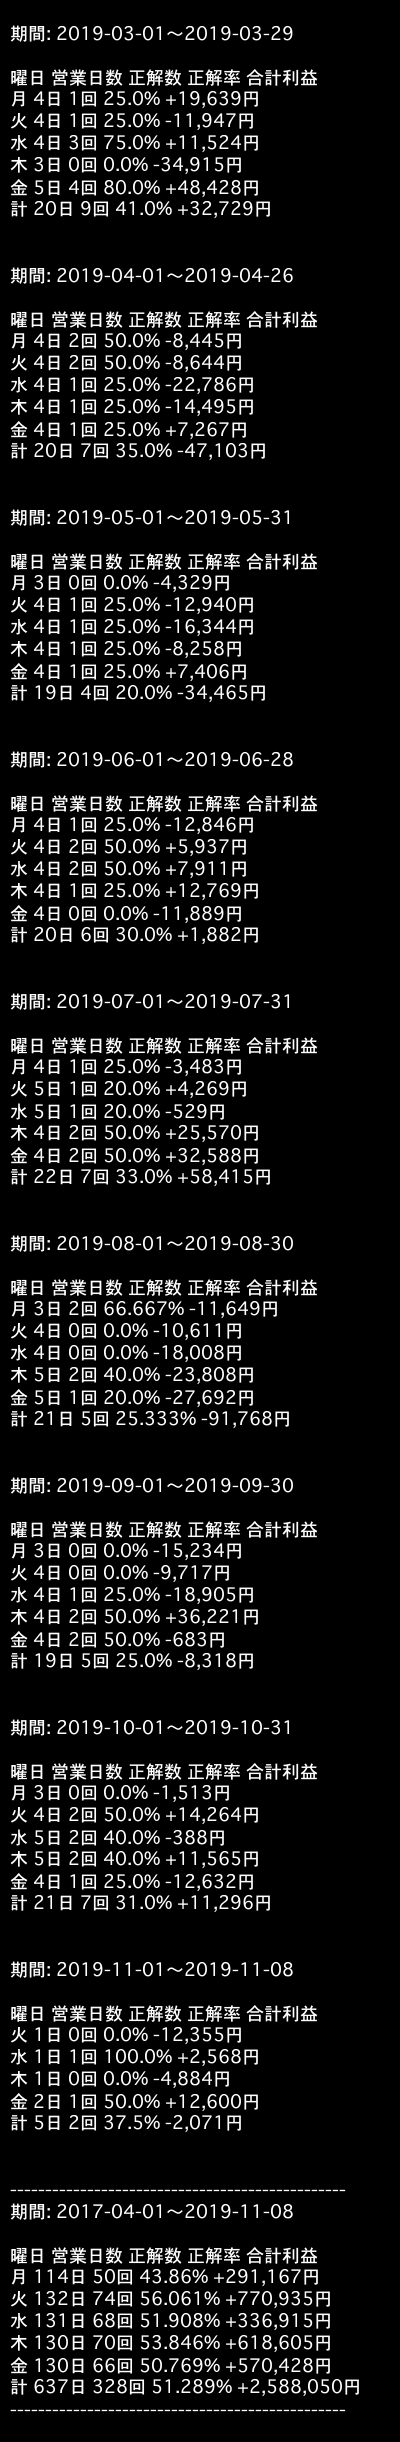 期間: 2019-03-01〜2019-03-29
曜日 営業日数 正解数 正解率 合計利益
月 4日 1回 25.0% +19,639円
火 4日 1回 25.0% -11,947円
水 4日 3回 75.0% +11,524円
木 3日 0回 0.0% -34,915円
金 5日 4回 80.0% +48,428円
計 20日 9回 41.0% +32,729円
期間: 2019-04-01〜2019-04-26
曜日 営業日数 正解数 正解率 合計利益
月 4日 2回 50.0% -8,445円
火 4日 2回 50.0% -8,644円
水 4日 1回 25.0% -22,786円
木 4日 1回 25.0% -14,495円
金 4日 1回 25.0% +7,267円
計 20日 7回 35.0% -47,103円
期間: 2019-05-01〜2019-05-31
曜日 営業日数 正解数 正解率 合計利益
月 3日 0回 0.0% -4,329円
火 4日 1回 25.0% -12,940円
水 4日 1回 25.0% -16,344円
木 4日 1回 25.0% -8,258円
金 4日 1回 25.0% +7,406円
計 19日 4回 20.0% -34,465円
期間: 2019-06-01〜2019-06-28
曜日 営業日数 正解数 正解率 合計利益
月 4日 1回 25.0% -12,846円
火 4日 2回 50.0% +5,937円
水 4日 2回 50.0% +7,911円
木 4日 1回 25.0% +12,769円
金 4日 0回 0.0% -11,889円
計 20日 6回 30.0% +1,882円
期間: 2019-07-01〜2019-07-31
曜日 営業日数 正解数 正解率 合計利益
月 4日 1回 25.0% -3,483円
火 5日 1回 20.0% +4,269円
水 5日 1回 20.0% -529円
木 4日 2回 50.0% +25,570円
金 4日 2回 50.0% +32,588円
計 22日 7回 33.0% +58,415円
期間: 2019-08-01〜2019-08-30
曜日 営業日数 正解数 正解率 合計利益
月 3日 2回 66.667% -11,649円
火 4日 0回 0.0% -10,611円
水 4日 0回 0.0% -18,008円
木 5日 2回 40.0% -23,808円
金 5日 1回 20.0% -27,692円
計 21日 5回 25.333% -91,768円
期間: 2019-09-01〜2019-09-30
曜日 営業日数 正解数 正解率 合計利益
月 3日 0回 0.0% -15,234円
火 4日 0回 0.0% -9,717円
水 4日 1回 25.0% -18,905円
木 4日 2回 50.0% +36,221円
金 4日 2回 50.0% -683円
計 19日 5回 25.0% -8,318円
期間: 2019-10-01〜2019-10-31
曜日 営業日数 正解数 正解率 合計利益
月 3日 0回 0.0% -1,513円
火 4日 2回 50.0% +14,264円
水 5日 2回 40.0% -388円
木 5日 2回 40.0% +11,565円
金 4日 1回 25.0% -12,632円
計 21日 7回 31.0% +11,296円
期間: 2019-11-01〜2019-11-08
曜日 営業日数 正解数 正解率 合計利益
火 1日 0回 0.0% -12,355円
水 1日 1回 100.0% +2,568円
木 1日 0回 0.0% -4,884円
金 2日 1回 50.0% +12,600円
計 5日 2回 37.5% -2,071円
------------------------------------------------
期間: 2017-04-01〜2019-11-08
曜日 営業日数 正解数 正解率 合計利益
月 114日 50回 43.86% +291,167円
火 132日 74回 56.061% +770,935円
水 131日 68回 51.908% +336,915円
木 130日 70回 53.846% +618,605円
金 130日 66回 50.769% +570,428円
計 637日 328回 51.289% +2,588,050円
------------------------------------------------